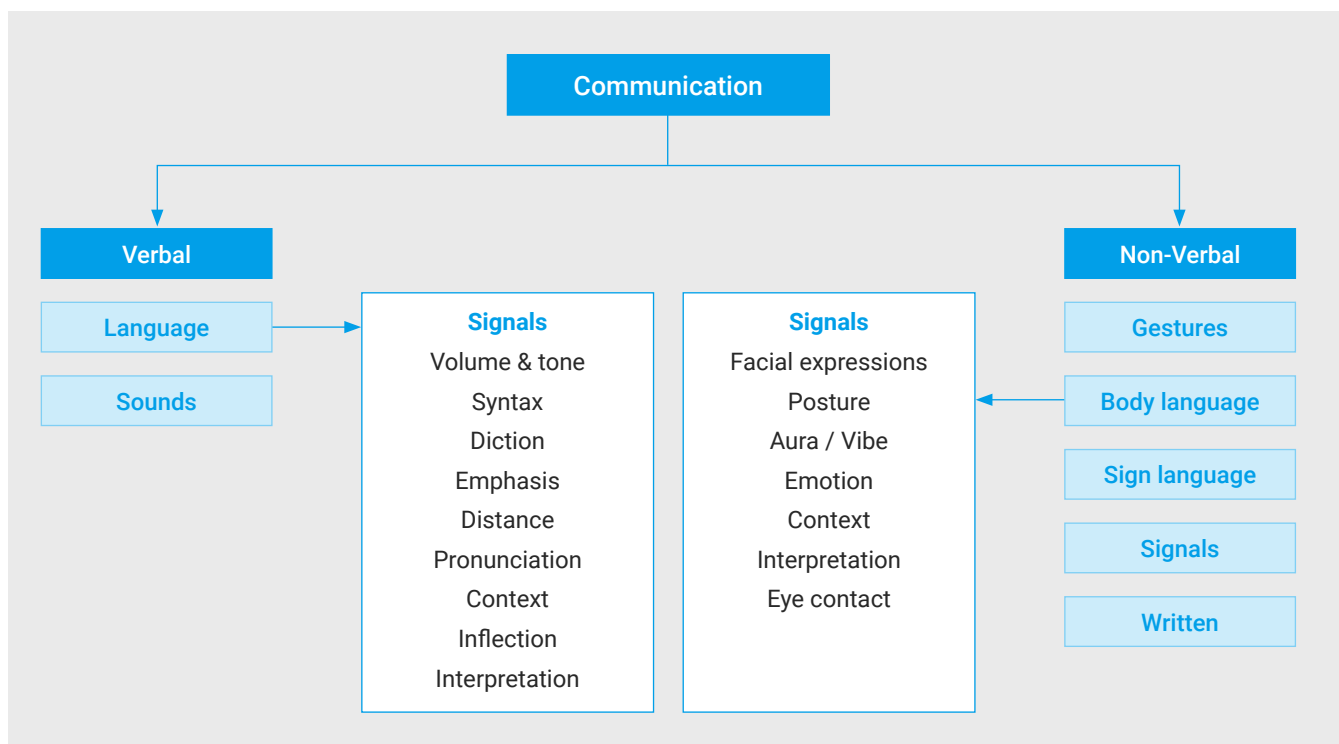 Communication
Verbal
Language
Sounds
Signals
Volume & tone
Syntax
Diction
Emphasis
Distance
Pronunciation
Context
Inflection
Interpretation
Signals
Facial expressions
Posture
Aura / Vibe
Emotion
Context
Interpretation
Eye contact
Non-Verbal
Gestures
Body language
Sign language
Signals
Written